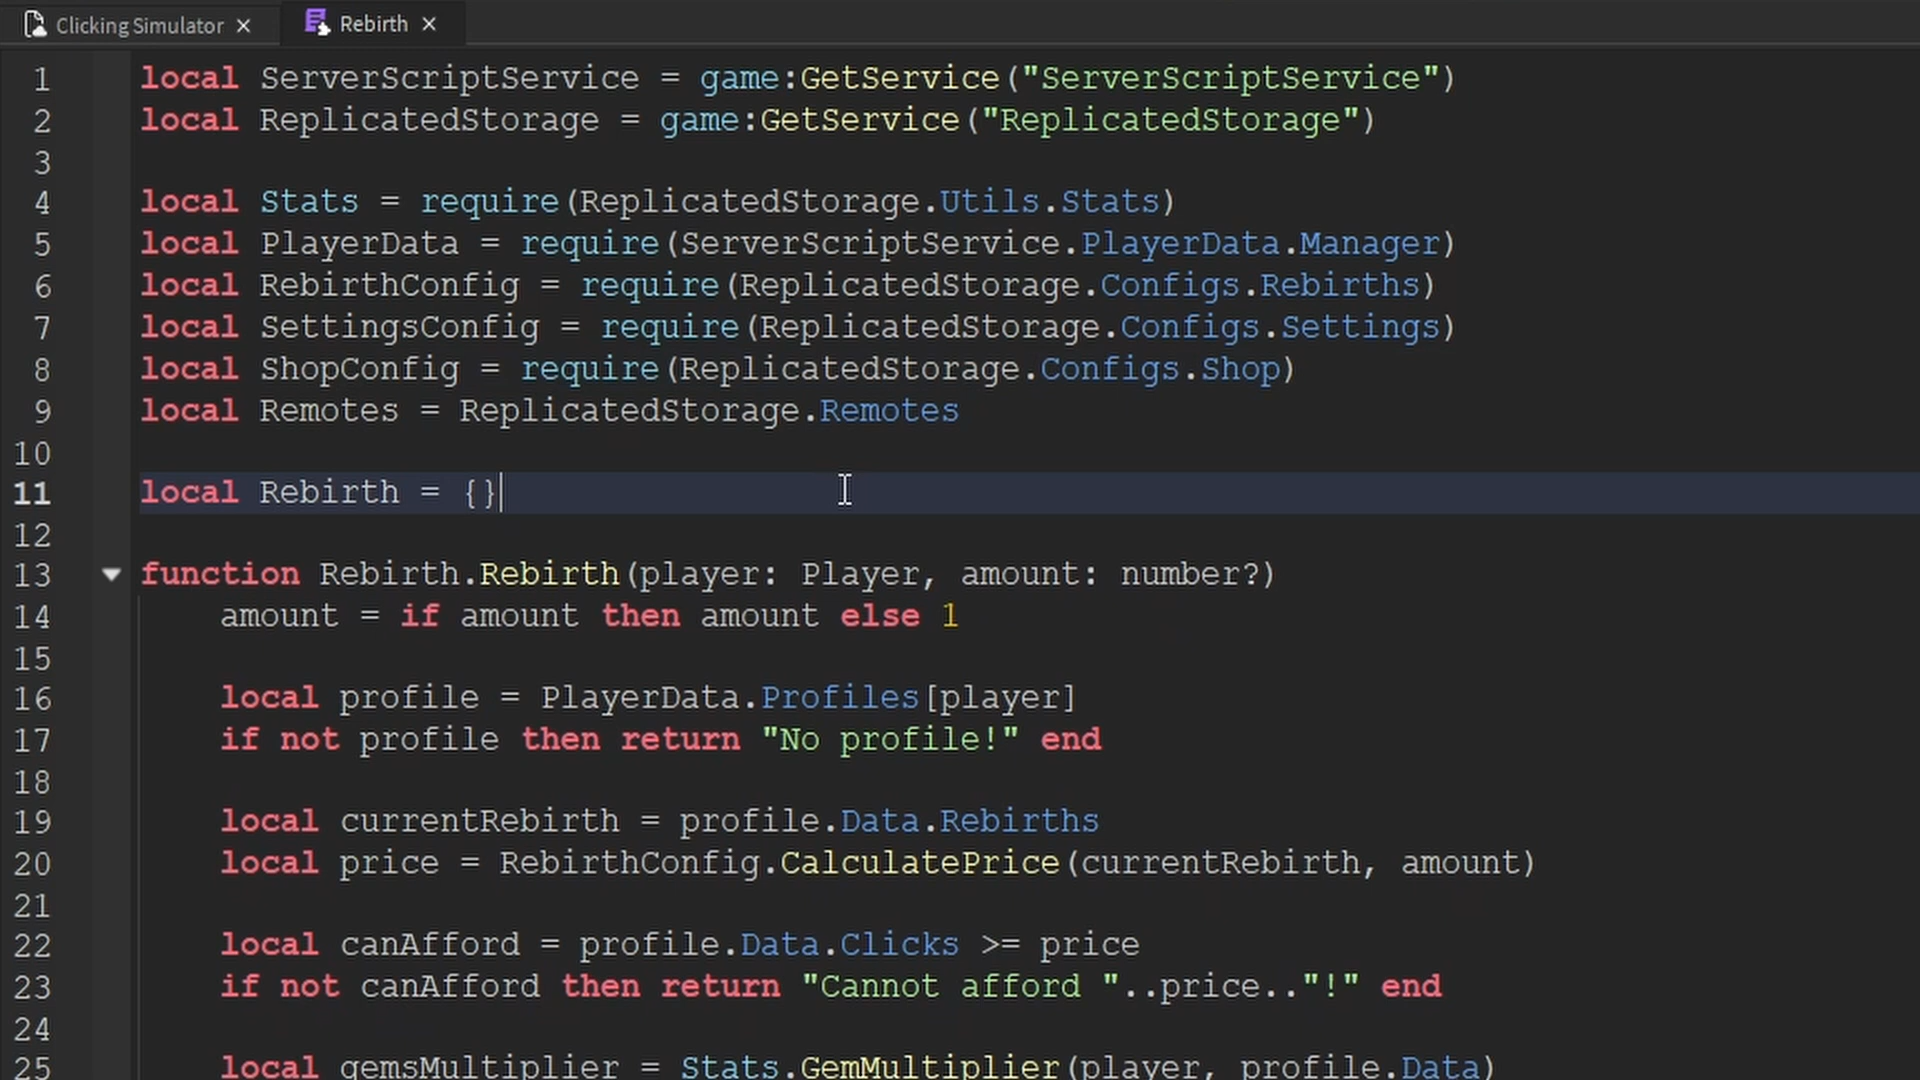 Clicking Simulator × Rebirth ×
1 local ServerScriptService = game:GetService("ServerScriptService")
2 local ReplicatedStorage = game:GetService("ReplicatedStorage")
3
4 local Stats = require(ReplicatedStorage.Utils.Stats)
5 local PlayerData = require(ServerScriptService.PlayerData.Manager)
6 local RebirthConfig = require(ReplicatedStorage.Configs.Rebirths)
7 local SettingsConfig = require(ReplicatedStorage.Configs.Settings)
8 local ShopConfig = require(ReplicatedStorage.Configs.Shop)
9 local Remotes = ReplicatedStorage.Remotes
10
11 local Rebirth = {}
12
13 function Rebirth.Rebirth(player: Player, amount: number?)
14 amount = if amount then amount else 1
15
16 local profile = PlayerData.Profiles[player]
17 if not profile then return "No profile!" end
18
19 local currentRebirth = profile.Data.Rebirths
20 local price = RebirthConfig.CalculatePrice(currentRebirth, amount)
21
22 local canAfford = profile.Data.Clicks >= price
23 if not canAfford then return "Cannot afford "..price.."!" end
24
25 local gemsMultiplier = Stats.GemMultiplier(player, profile.Data)